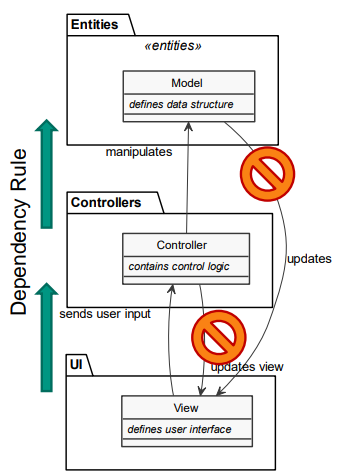 Entities
«entities»
Model
defines data structure
manipulates
Dependency Rule
Controllers
Controller
contains control logic
updates
sends user input
updates view
UI
View
defines user interface